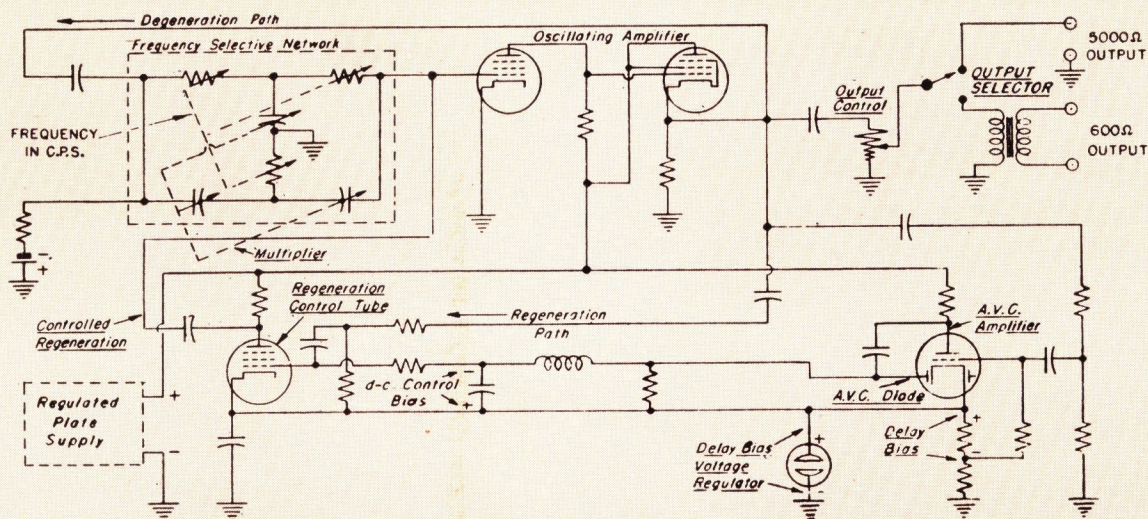 Degeneration Path
Frequency Selective Network
Oscillating Amplifier
5000Ω
OUTPUT
OUTPUT
SELECTOR
Output
Control
600Ω
OUTPUT
FREQUENCY
IN C.P.S.
- 
+
Multiplier
Regeneration
Control Tube
Controlled
Regeneration
Regeneration
Path
A.V.C.
Amplifier
d-c. Control
Bias
-
+
A.V.C. Diode
Regulated
Plate
Supply
+
-
Delay Bias
Voltage
Regulator
+
-
Delay
Bias
+
-